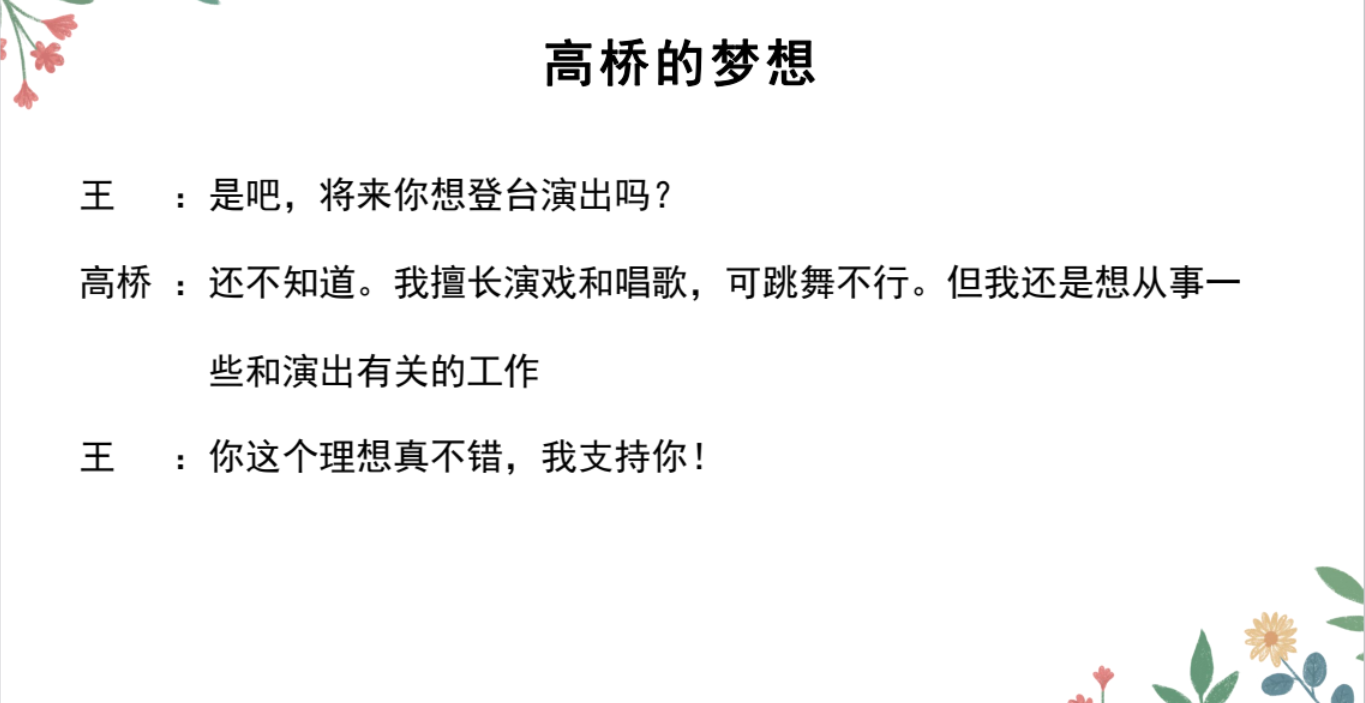 高桥的梦想
王 ：是吧，将来你想登台演出吗？
高桥 ：还不知道。我擅长演戏和唱歌，可跳舞不行。但我还是想从事一
些和演出有关的工作
王 ：你这个理想真不错，我支持你！